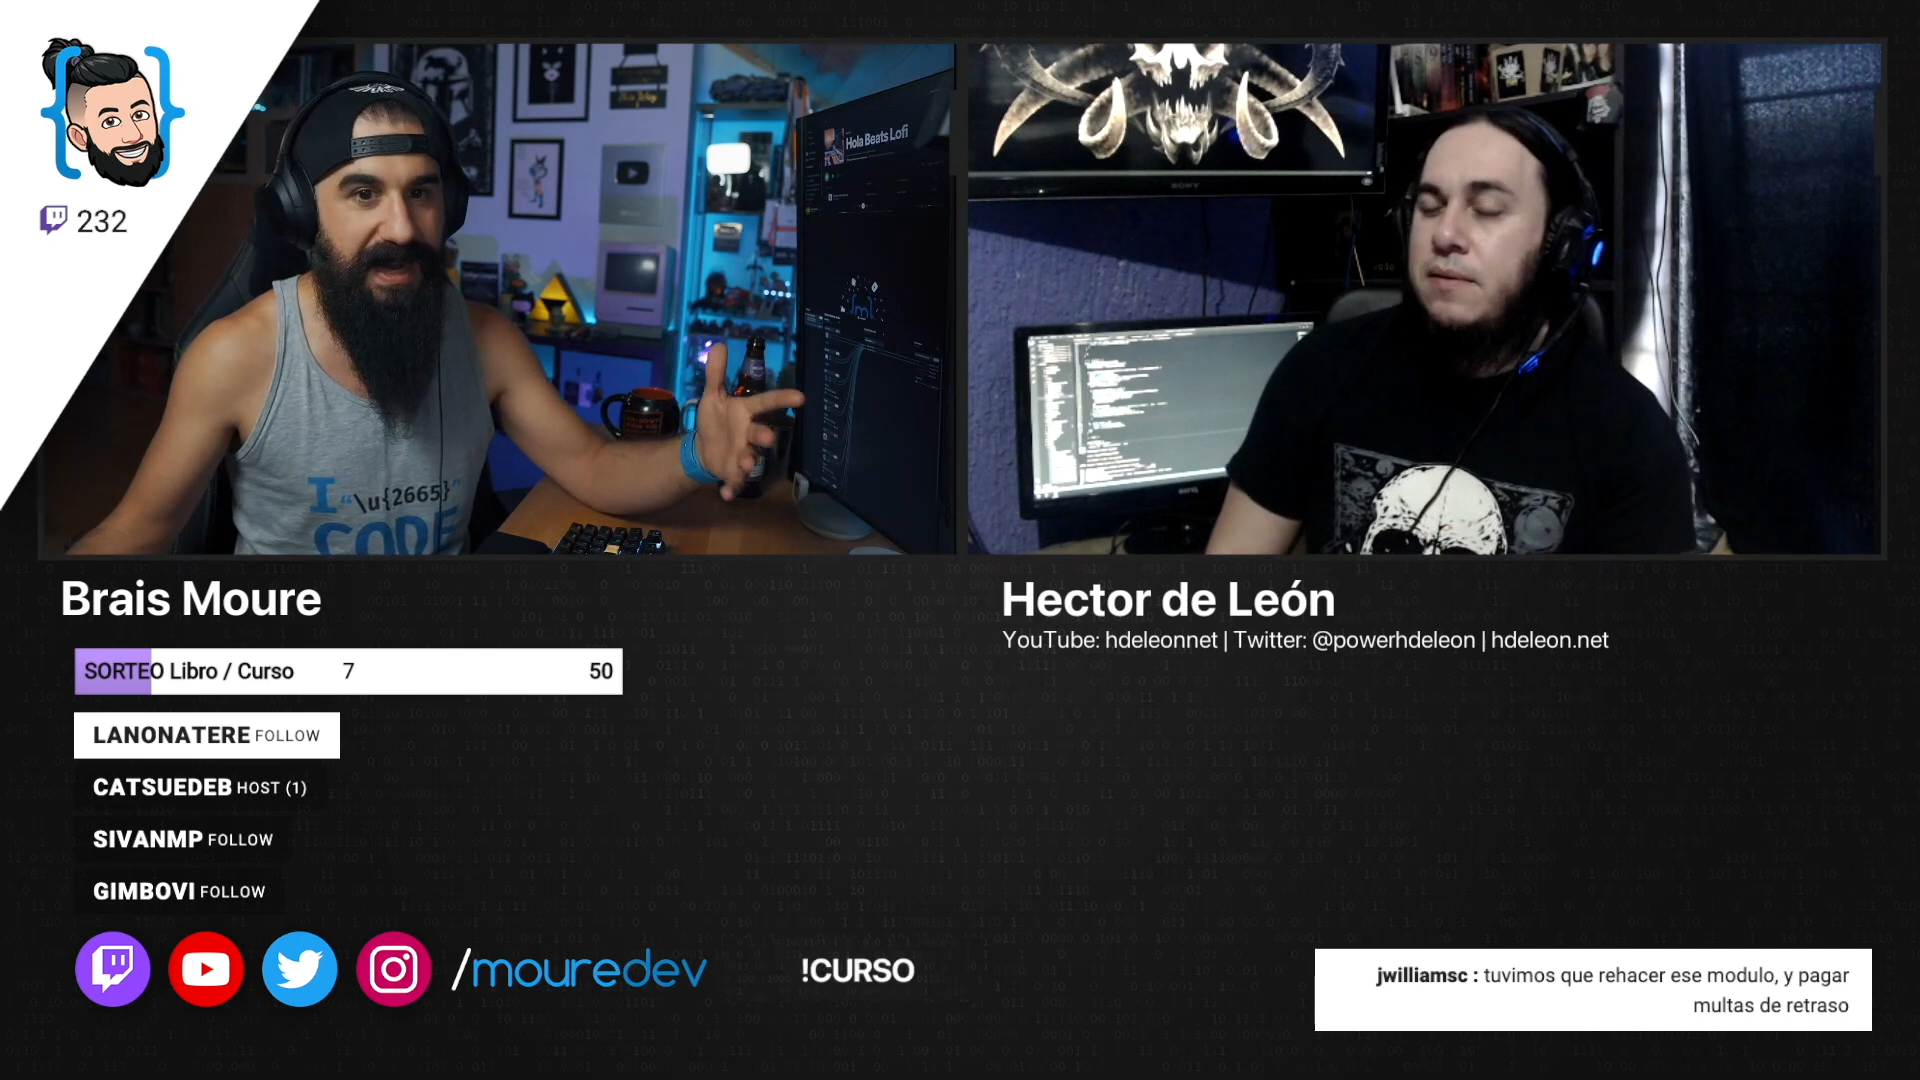 232
Hola Beats Lofi
SONY
I "\u{2665}"
CODE
BENQ
Brais Moure
SORTEO Libro / Curso 7 50
LANONATERE FOLLOW
CATSUEDEB HOST (1)
SIVANMP FOLLOW
GIMBOVI FOLLOW
/mouredev
!CURSO
Hector de León
YouTube: hdeleonnet | Twitter: @powerhdeleon | hdeleon.net
jwilliamsc : tuvimos que rehacer ese modulo, y pagar
multas de retraso